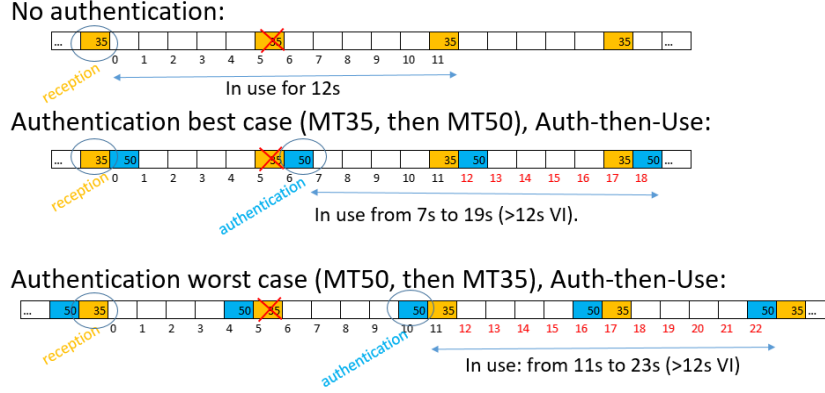 No authentication:
... 35 35 35 35 ...
0 1 2 3 4 5 6 7 8 9 10 11
reception
In use for 12s
Authentication best case (MT35, then MT50), Auth-then-Use:
... 35 50 35 50 35 50 35 50 ...
0 1 2 3 4 5 6 7 8 9 10 11 12 13 14 15 16 17 18
reception
authentication
In use from 7s to 19s (>12s VI).
Authentication worst case (MT50, then MT35), Auth-then-Use:
... 50 35 50 35 50 35 50 35 50 35 ...
0 1 2 3 4 5 6 7 8 9 10 11 12 13 14 15 16 17 18 19 20 21 22
reception
authentication
In use: from 11s to 23s (>12s VI)